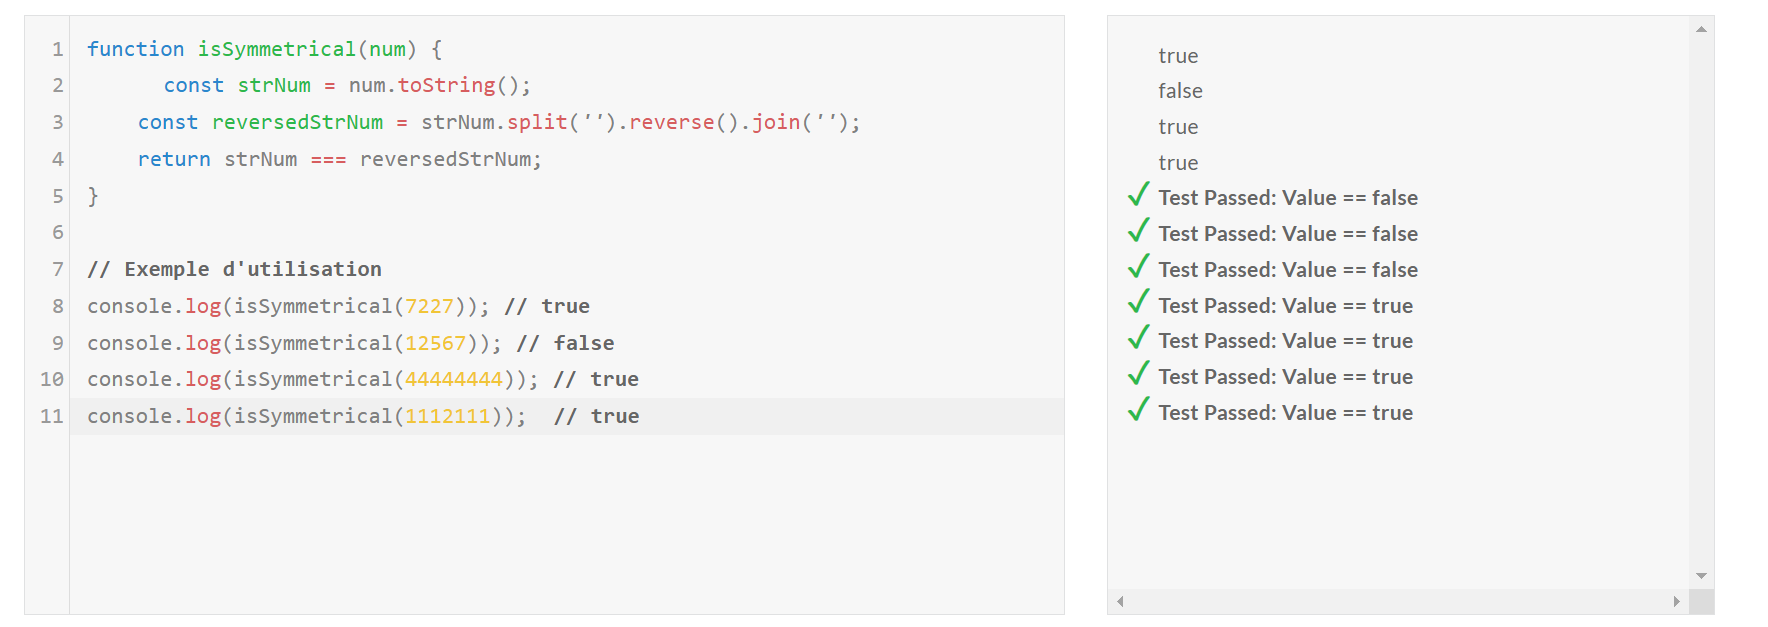 1 function isSymmetrical(num) {
2 const strNum = num.toString();
3 const reversedStrNum = strNum.split('').reverse().join('');
4 return strNum === reversedStrNum;
5 }
6
7 // Exemple d'utilisation
8 console.log(isSymmetrical(7227)); // true
9 console.log(isSymmetrical(12567)); // false
10 console.log(isSymmetrical(44444444)); // true
11 console.log(isSymmetrical(1112111)); // true
true
false
true
true
Test Passed: Value == false
Test Passed: Value == false
Test Passed: Value == false
Test Passed: Value == true
Test Passed: Value == true
Test Passed: Value == true
Test Passed: Value == true